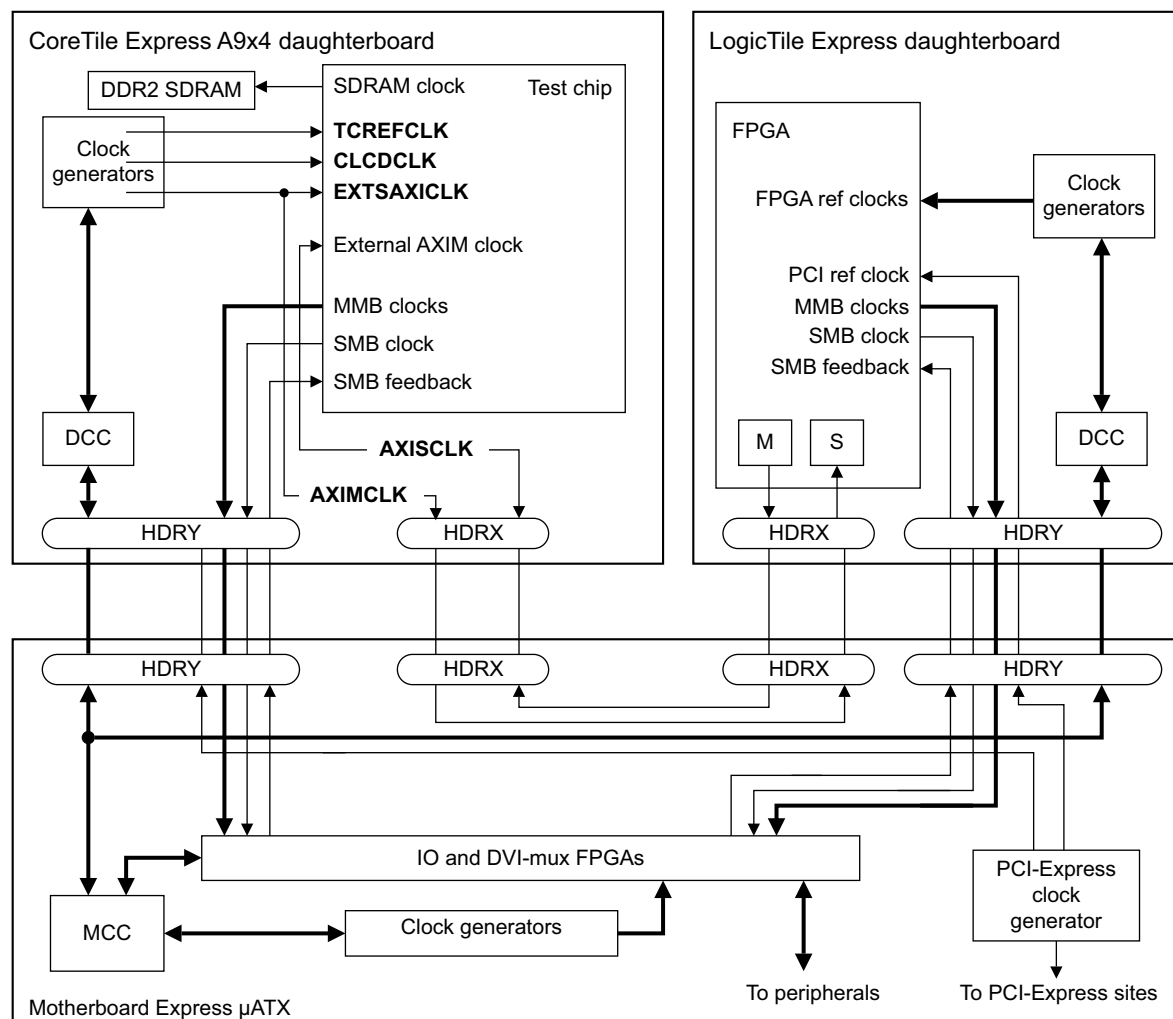 CoreTile Express A9x4 daughterboard
DDR2 SDRAM
SDRAM clock
Test chip
Clock
generators
TCREFCLK
CLCDCLK
EXTSAXICLK
External AXIM clock
MMB clocks
SMB clock
SMB feedback
DCC
AXISCLK
AXIMCLK
HDRY
HDRX
LogicTile Express daughterboard
FPGA
FPGA ref clocks
Clock
generators
PCI ref clock
MMB clocks
SMB clock
SMB feedback
M
S
DCC
HDRX
HDRY
HDRY
HDRX
HDRX
HDRY
IO and DVI-mux FPGAs
MCC
Clock generators
PCI-Express
clock
generator
To peripherals
To PCI-Express sites
Motherboard Express µATX